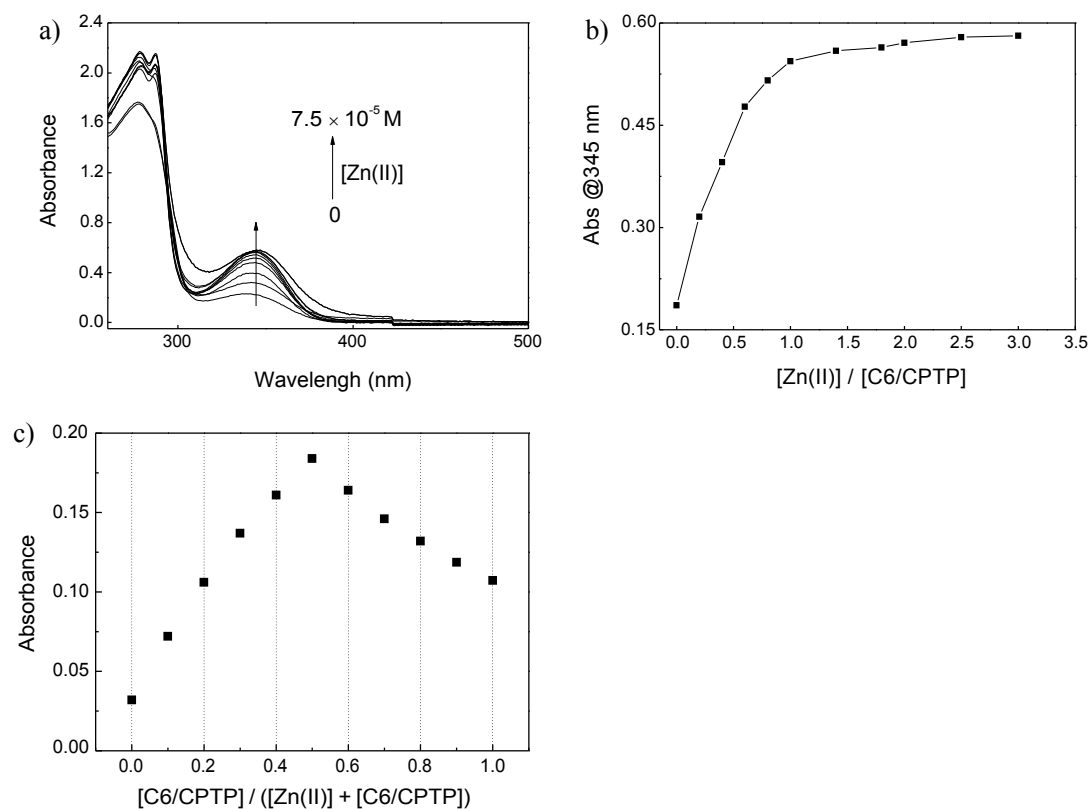 a)
2.4
2.0
1.6
1.2
0.8
0.4
0.0
Absorbance
7.5 × 10⁻⁵ M
[Zn(II)]
0
300
400
500
Wavelengh (nm)
b)
0.60
0.45
0.30
0.15
Abs @345 nm
0.0 0.5 1.0 1.5 2.0 2.5 3.0 3.5
[Zn(II)] / [C6/CPTP]
c)
0.20
0.15
0.10
0.05
0.00
Absorbance
0.0 0.2 0.4 0.6 0.8 1.0
[C6/CPTP] / ([Zn(II)] + [C6/CPTP])